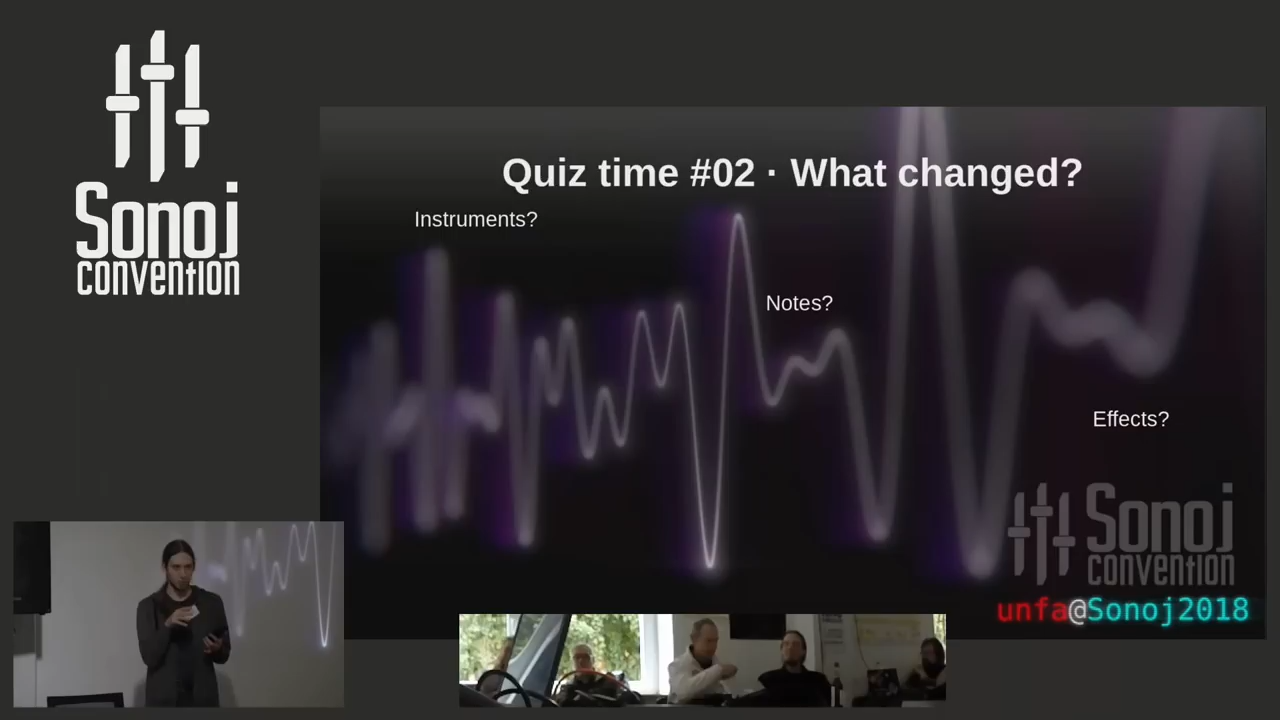 Sonoj
convention
Quiz time #02 · What changed?
Instruments?
Notes?
Effects?
Sonoj
convention
unfa@Sonoj2018